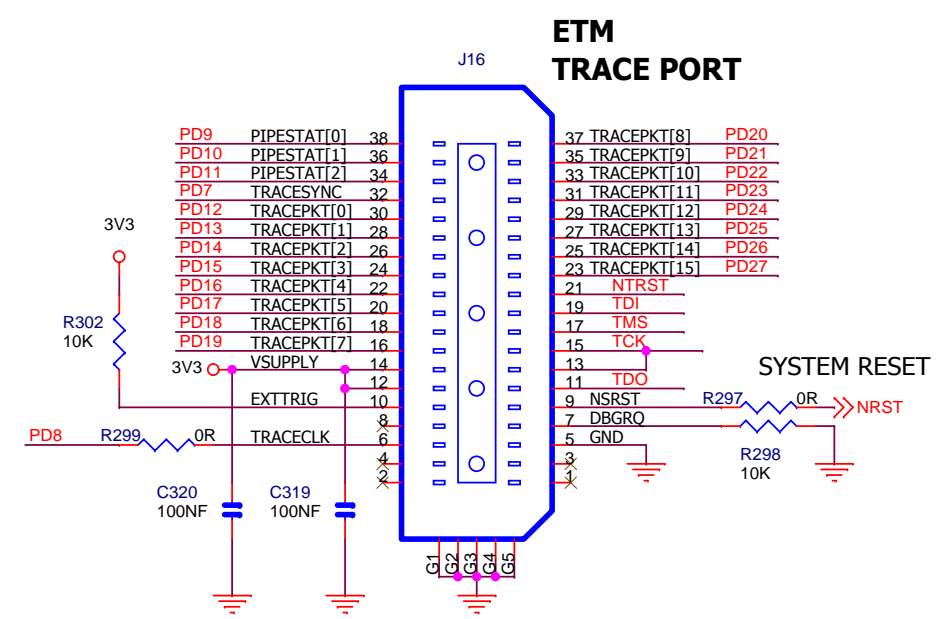 ETM
TRACE PORT
J16
PD9 PIPESTAT[0] 38 37 TRACEPKT[8] PD20
PD10 PIPESTAT[1] 36 35 TRACEPKT[9] PD21
PD11 PIPESTAT[2] 34 33 TRACEPKT[10] PD22
PD7 TRACESYNC 32 31 TRACEPKT[11] PD23
PD12 TRACEPKT[0] 30 29 TRACEPKT[12] PD24
PD13 TRACEPKT[1] 28 27 TRACEPKT[13] PD25
PD14 TRACEPKT[2] 26 25 TRACEPKT[14] PD26
PD15 TRACEPKT[3] 24 23 TRACEPKT[15] PD27
PD16 TRACEPKT[4] 22 21 NTRST
PD17 TRACEPKT[5] 20 19 TDI
PD18 TRACEPKT[6] 18 17 TMS
PD19 TRACEPKT[7] 16 15 TCK
3V3 VSUPPLY 14 13
12 11 TDO
EXTTRIG 10 9 NSRST R297 0R NRST
8 7 DBGRQ
PD8 R299 0R TRACECLK 6 5 GND
4 3
2 1
3V3
R302
10K
SYSTEM RESET
R298
10K
C320
100NF
C319
100NF
G1 G2 G3 G4 G5